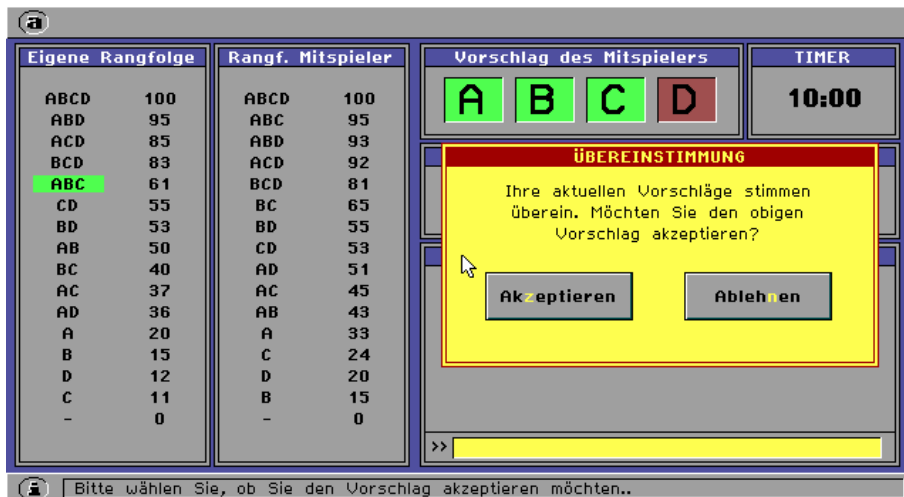 a
Eigene Rangfolge
ABCD 100
ABD 95
ACD 85
BCD 83
ABC 61
CD 55
BD 53
AB 50
BC 40
AC 37
AD 36
A 20
B 15
D 12
C 11
- 0
Rangf. Mitspieler
ABCD 100
ABC 95
ABD 93
ACD 92
BCD 81
BC 65
BD 55
CD 53
AD 51
AC 45
AB 43
A 33
C 24
D 20
B 15
- 0
Vorschlag des Mitspielers
A B C D
TIMER
10:00
ÜBEREINSTIMMUNG
Ihre aktuellen Vorschläge stimmen
überein. Möchten Sie den obigen
Vorschlag akzeptieren?
Akzeptieren
Ablehnen
>>
i
Bitte wählen Sie, ob Sie den Vorschlag akzeptieren möchten..